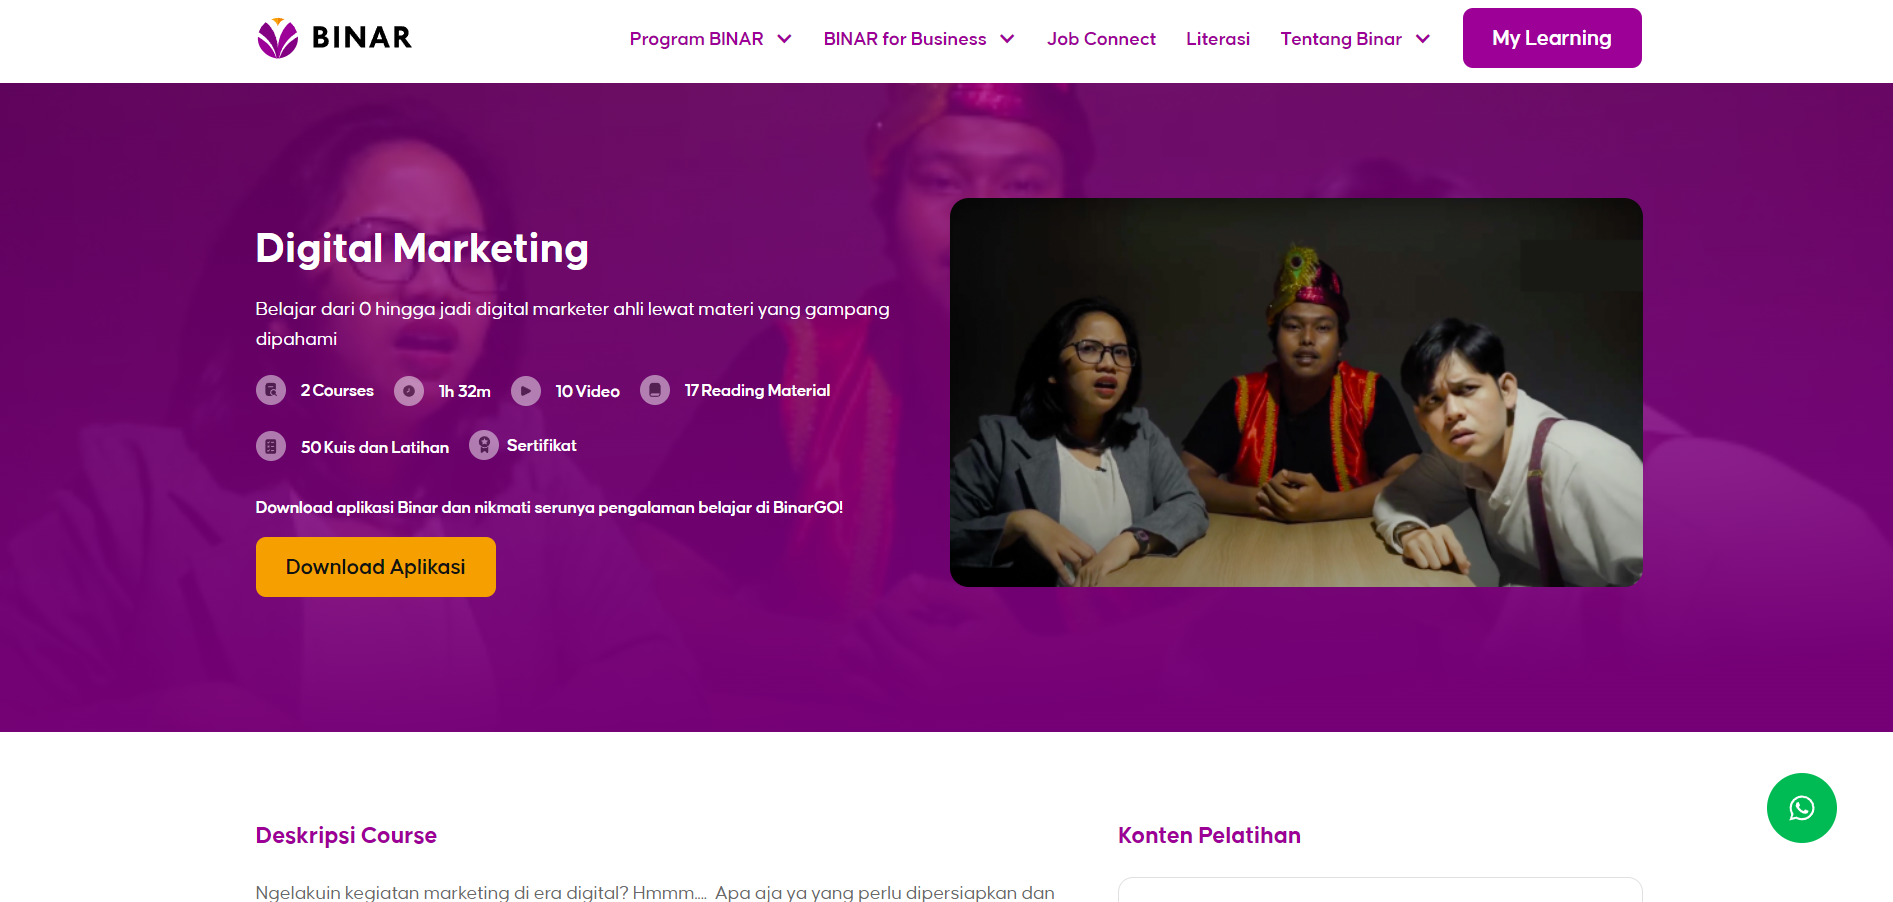 BINAR
Program BINAR
BINAR for Business
Job Connect
Literasi
Tentang Binar
My Learning
Digital Marketing
Belajar dari 0 hingga jadi digital marketer ahli lewat materi yang gampang
dipahami
2 Courses
1h 32m
10 Video
17 Reading Material
50 Kuis dan Latihan
Sertifikat
Download aplikasi Binar dan nikmati serunya pengalaman belajar di BinarGO!
Download Aplikasi
Deskripsi Course
Ngelakuin kegiatan marketing di era digital? Hmmm.... Apa aja ya yang perlu dipersiapkan dan
Konten Pelatihan